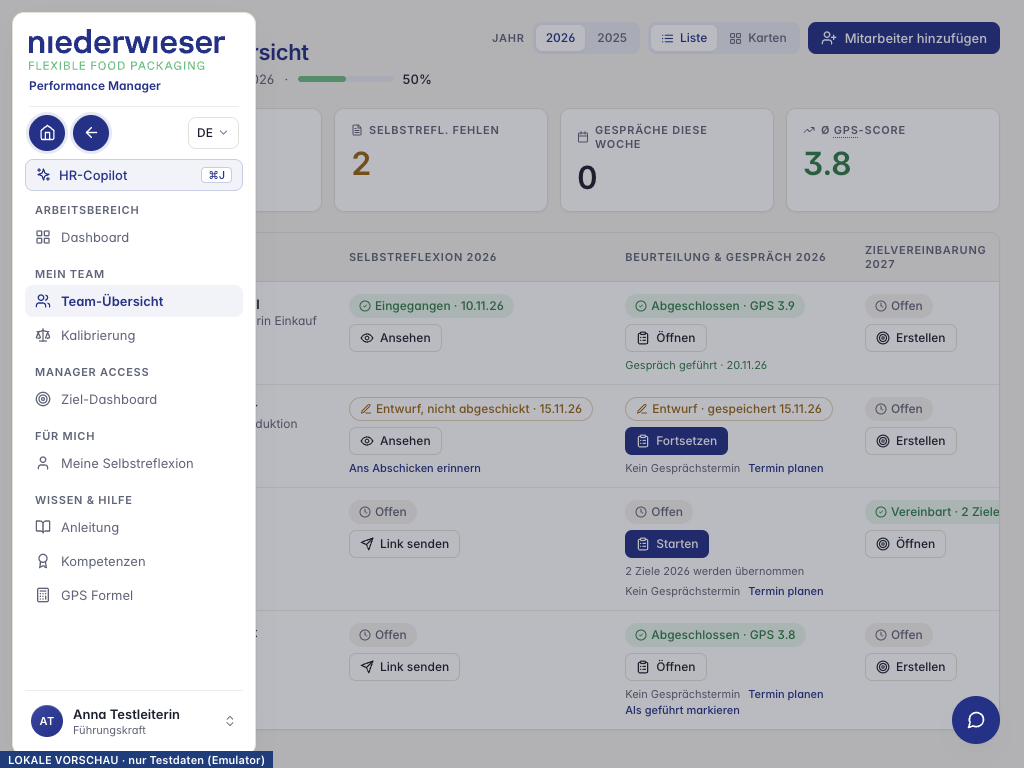 niederwieser
FLEXIBLE FOOD PACKAGING
Performance Manager
DE
HR-Copilot
⌘J
ARBEITSBEREICH
Dashboard
MEIN TEAM
Team-Übersicht
Kalibrierung
MANAGER ACCESS
Ziel-Dashboard
FÜR MICH
Meine Selbstreflexion
WISSEN & HILFE
Anleitung
Kompetenzen
GPS Formel
AT
Anna Testleiterin
Führungskraft
LOKALE VORSCHAU · nur Testdaten (Emulator)
rsicht
JAHR
2026
2025
Liste
Karten
Mitarbeiter hinzufügen
026 · 50%
SELBSTREFL. FEHLEN
2
GESPRÄCHE DIESE
WOCHE
0
Ø GPS-SCORE
3.8
SELBSTREFLEXION 2026
BEURTEILUNG & GESPRÄCH 2026
ZIELVEREINBARUNG
2027
rin Einkauf
Eingegangen · 10.11.26
Ansehen
Abgeschlossen · GPS 3.9
Öffnen
Gespräch geführt · 20.11.26
Offen
Erstellen
duktion
Entwurf, nicht abgeschickt · 15.11.26
Ansehen
Ans Abschicken erinnern
Entwurf · gespeichert 15.11.26
Fortsetzen
Kein Gesprächstermin Termin planen
Offen
Erstellen
Offen
Link senden
Offen
Starten
2 Ziele 2026 werden übernommen
Kein Gesprächstermin Termin planen
Vereinbart · 2 Ziele
Öffnen
Offen
Link senden
Abgeschlossen · GPS 3.8
Öffnen
Kein Gesprächstermin Termin planen
Als geführt markieren
Offen
Erstellen